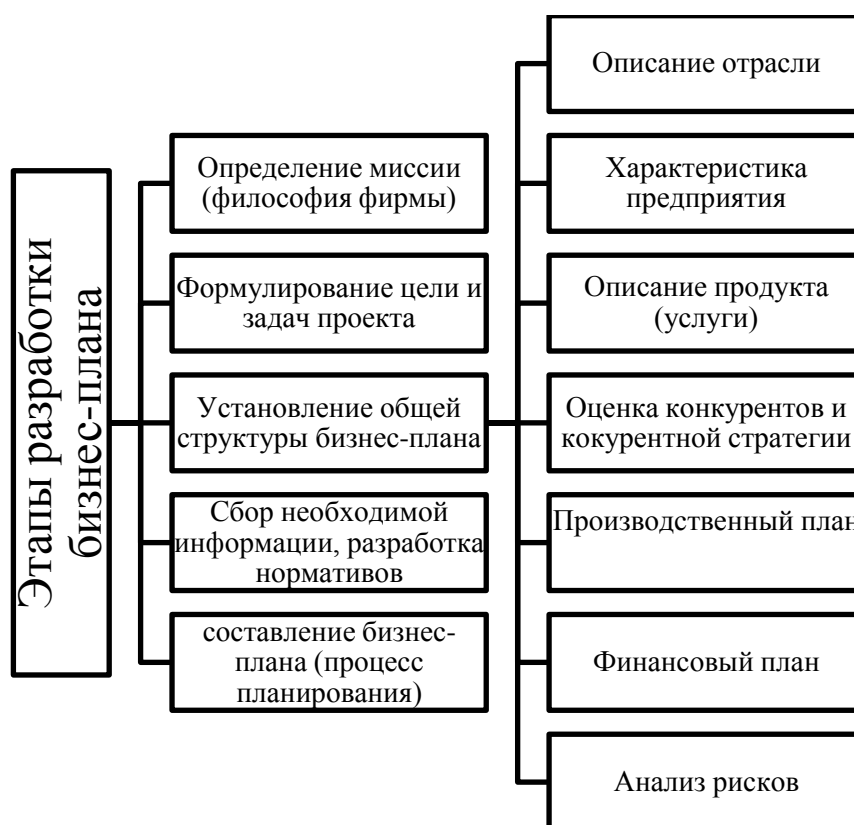 Этапы разработки
бизнес-плана
Определение миссии
(философия фирмы)
Формулирование цели и
задач проекта
Установление общей
структуры бизнес-плана
Сбор необходимой
информации, разработка
нормативов
составление бизнес-
плана (процесс
планирования)
Описание отрасли
Характеристика
предприятия
Описание продукта
(услуги)
Оценка конкурентов и
кокурентной стратегии
Производственный план
Финансовый план
Анализ рисков